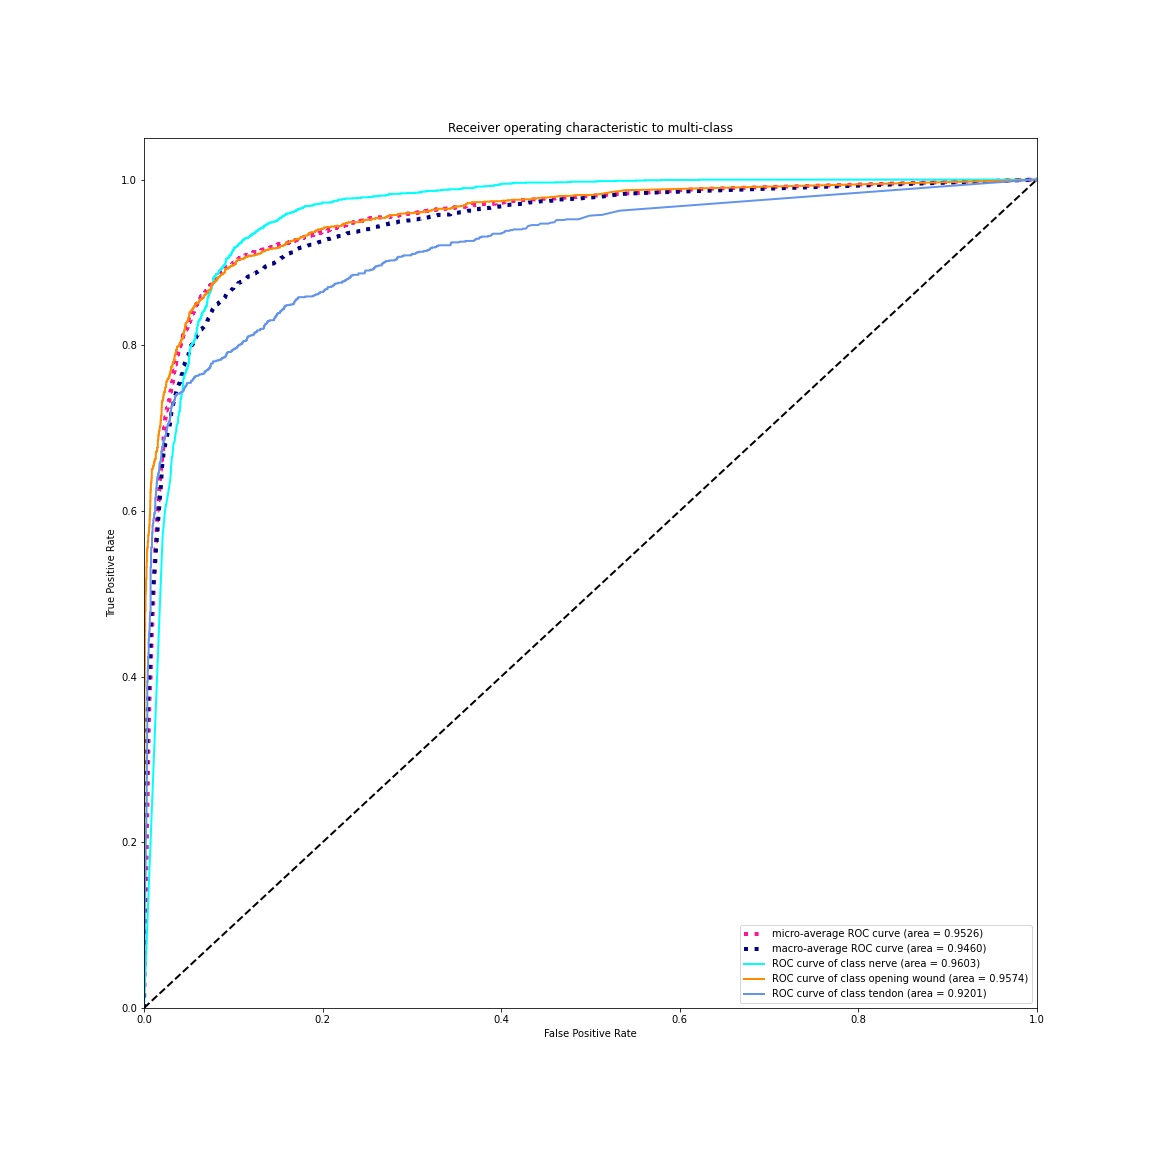 Receiver operating characteristic to multi-class
1.0
0.8
0.6
0.4
0.2
0.0
True Positive Rate
micro-average ROC curve (area = 0.9526)
macro-average ROC curve (area = 0.9460)
ROC curve of class nerve (area = 0.9603)
ROC curve of class opening wound (area = 0.9574)
ROC curve of class tendon (area = 0.9201)
0.0 0.2 0.4 0.6 0.8 1.0
False Positive Rate